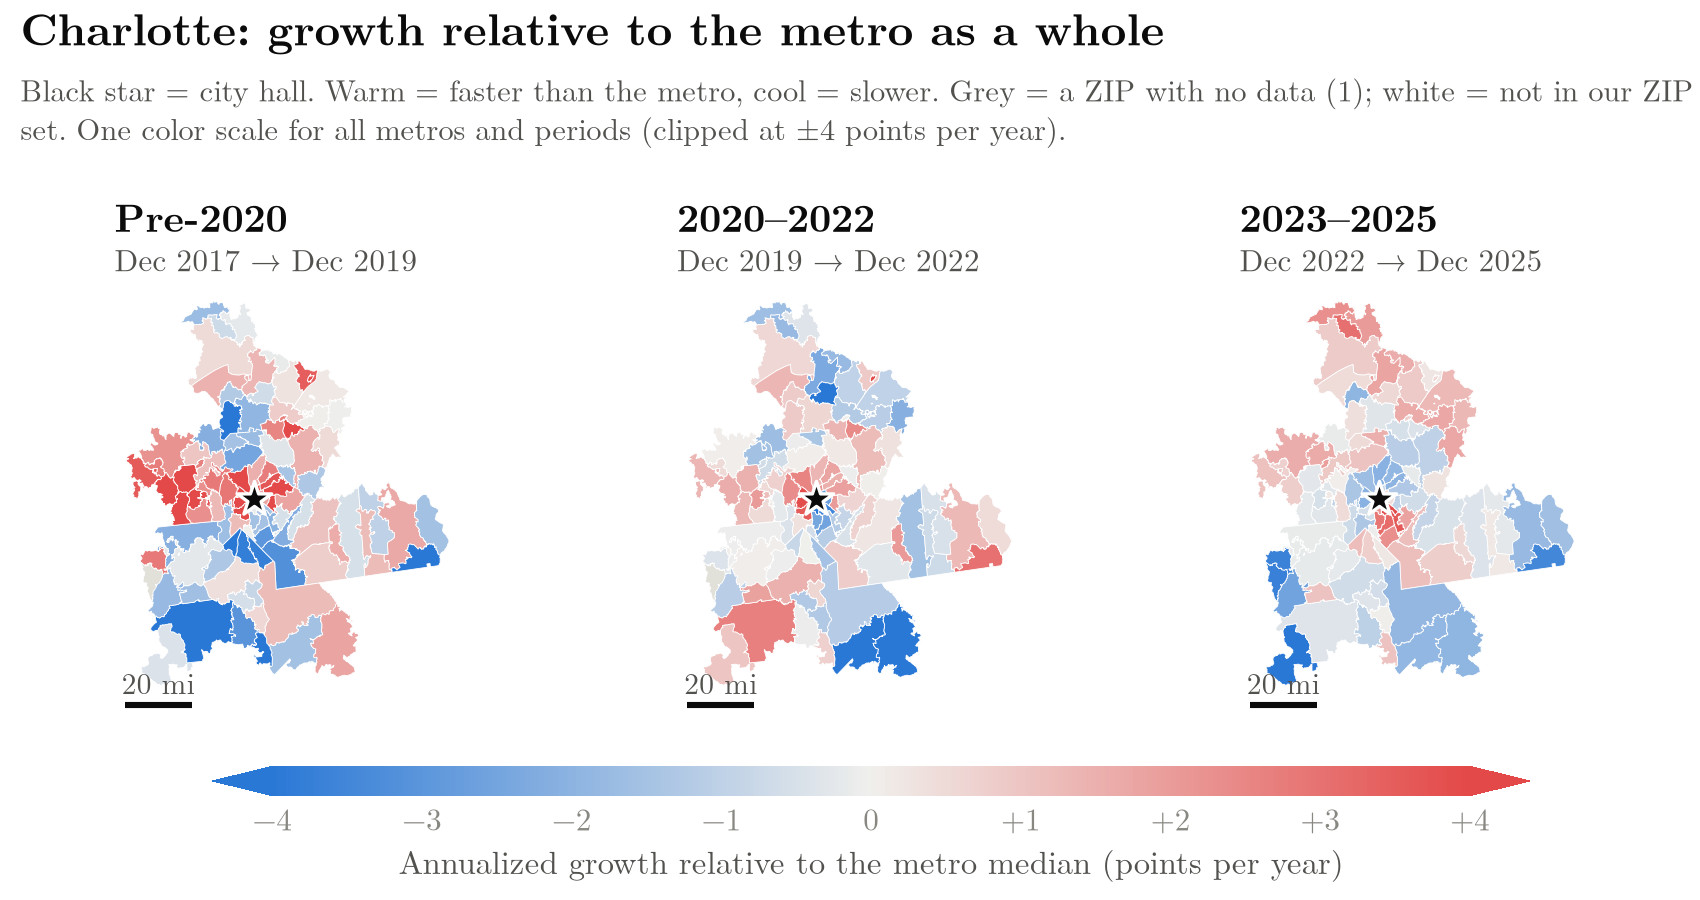 Charlotte: growth relative to the metro as a whole
Black star = city hall. Warm = faster than the metro, cool = slower. Grey = a ZIP with no data (1); white = not in our ZIP
set. One color scale for all metros and periods (clipped at ±4 points per year).
Pre-2020
Dec 2017 → Dec 2019
2020–2022
Dec 2019 → Dec 2022
2023–2025
Dec 2022 → Dec 2025
20 mi
20 mi
20 mi
−4 −3 −2 −1 0 +1 +2 +3 +4
Annualized growth relative to the metro median (points per year)